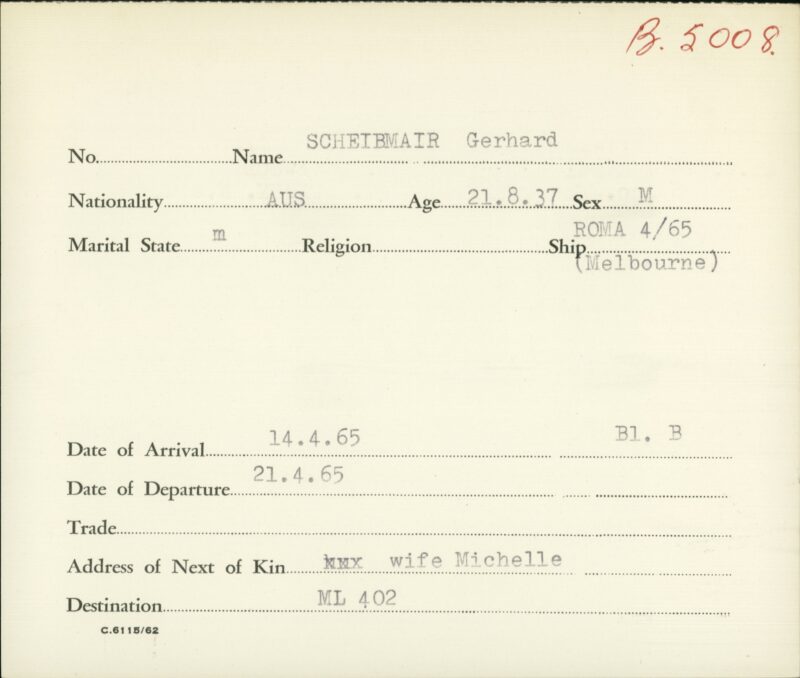 B. 5008.
No. Name SCHEIBMAIR Gerhard
Nationality AUS Age 21.8.37 Sex M
Marital State m Religion Ship ROMA 4/65
(Melbourne)
Date of Arrival 14.4.65 Bl. B
Date of Departure 21.4.65
Trade
Address of Next of Kin wife Michelle
Destination ML 402
C.6115/62